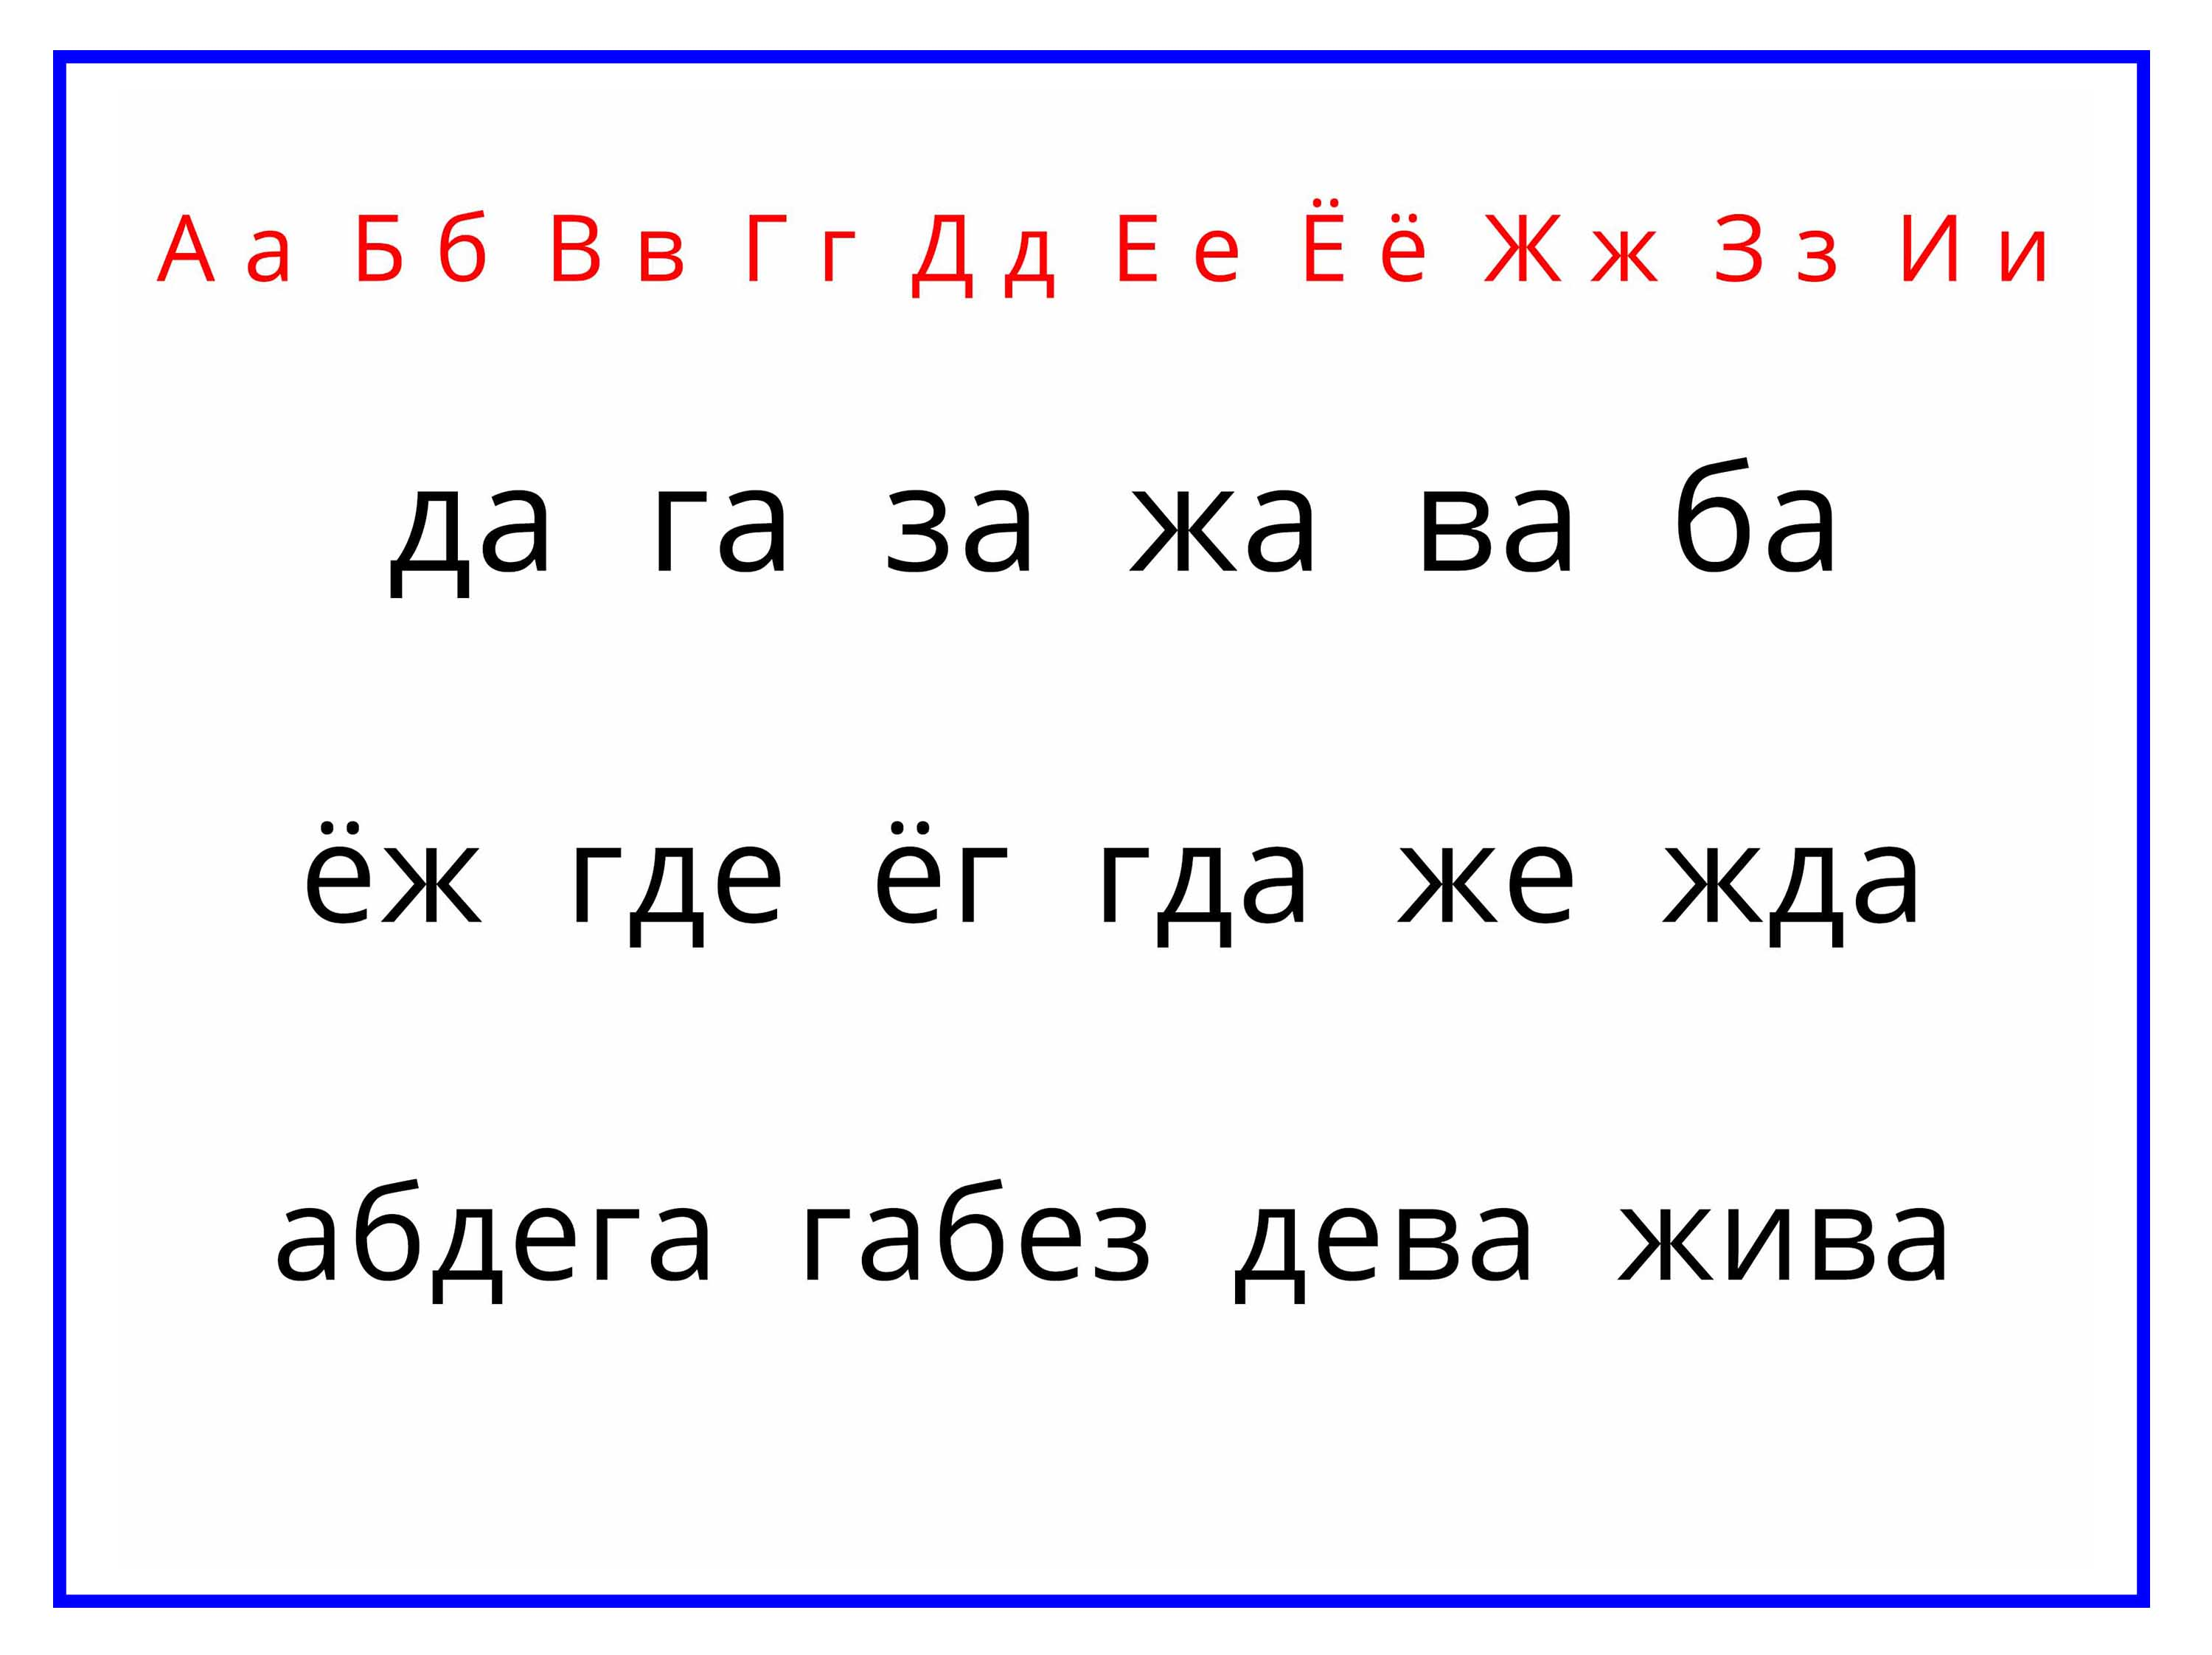 А а Б б В в Г г Д д Е е Ё ё Ж ж З з И и
да га за жа ва ба
ёж где ёг гда же жда
абдега габез дева жива